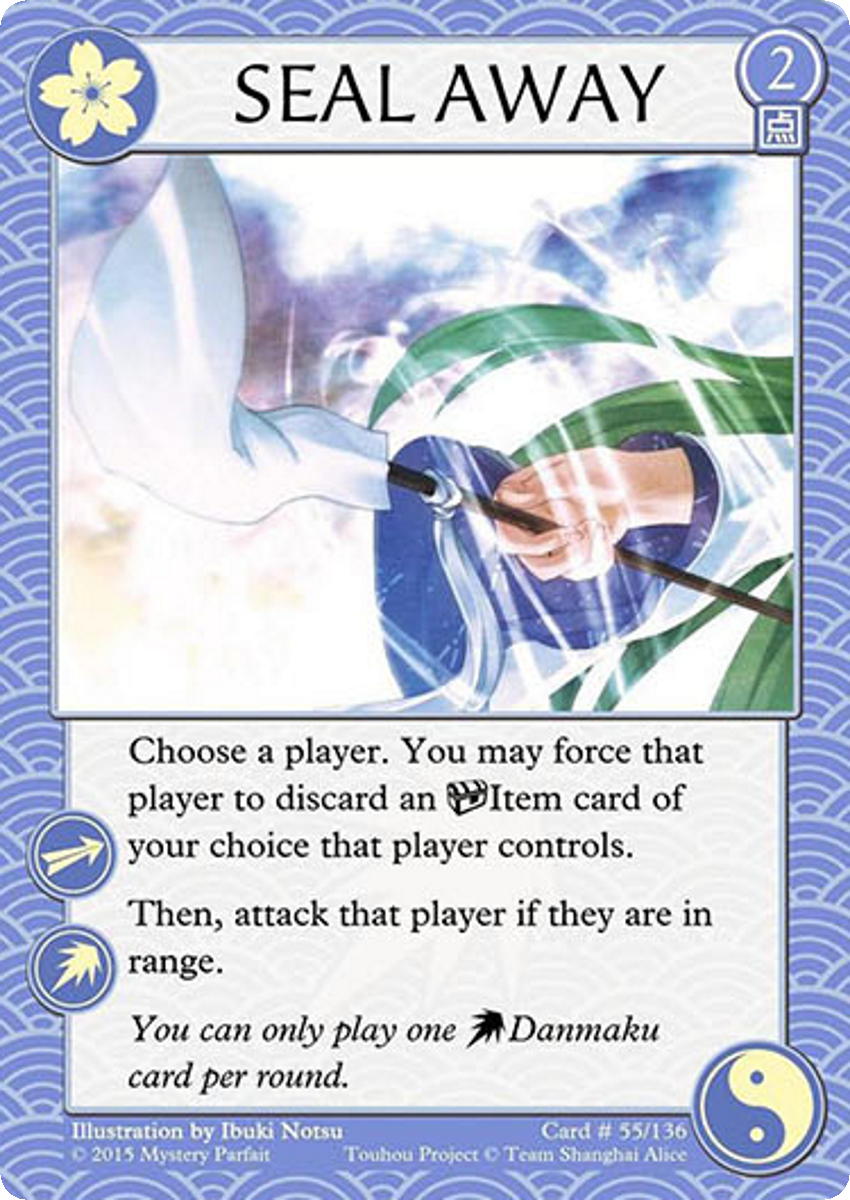 SEAL AWAY
2
点
Choose a player. You may force that
player to discard an Item card of
your choice that player controls.
Then, attack that player if they are in
range.
You can only play one Danmaku
card per round.
Illustration by Ibuki Notsu
Card # 55/136
© 2015 Mystery Parfait
Touhou Project © Team Shanghai Alice